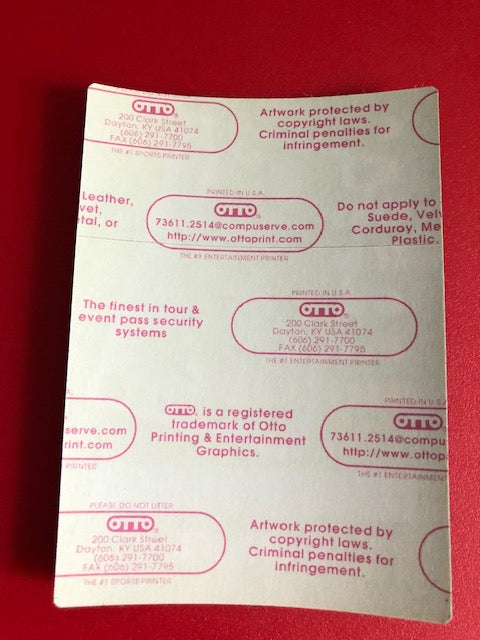 OTTO®
200 Clark Street
Dayton, KY USA 41074
(606) 291-7700
FAX (606) 291-7795
THE #1 SPORTS PRINTER
Artwork protected by
copyright laws.
Criminal penalties for
infringement.
Leather,
vet,
tal, or
PRINTED IN U.S.A.
OTTO®
73611.2514@compuserve.com
http://www.ottoprint.com
THE #1 ENTERTAINMENT PRINTER
Do not apply to
Suede, Velv
Corduroy, Me
Plastic.
The finest in tour &
event pass security
systems
PRINTED IN U.S.A.
OTTO®
200 Clark Street
Dayton, KY USA 41074
(606) 291-7700
FAX (606) 291-7795
THE #1 ENTERTAINMENT PRINTER
serve.com
rint.com
PRINTER
OTTO® is a registered
trademark of Otto
Printing & Entertainment
Graphics.
PRINTED IN U.S.A
OTTO
73611.2514@compu
http://www.ottop
THE #1 ENTERTAINMENT
PLEASE DO NOT LITTER
OTTO®
200 Clark Street
Dayton, KY USA 41074
(606) 291-7700
FAX (606) 291-7795
THE #1 SPORTS PRINTER
Artwork protected by
copyright laws.
Criminal penalties for
infringement.